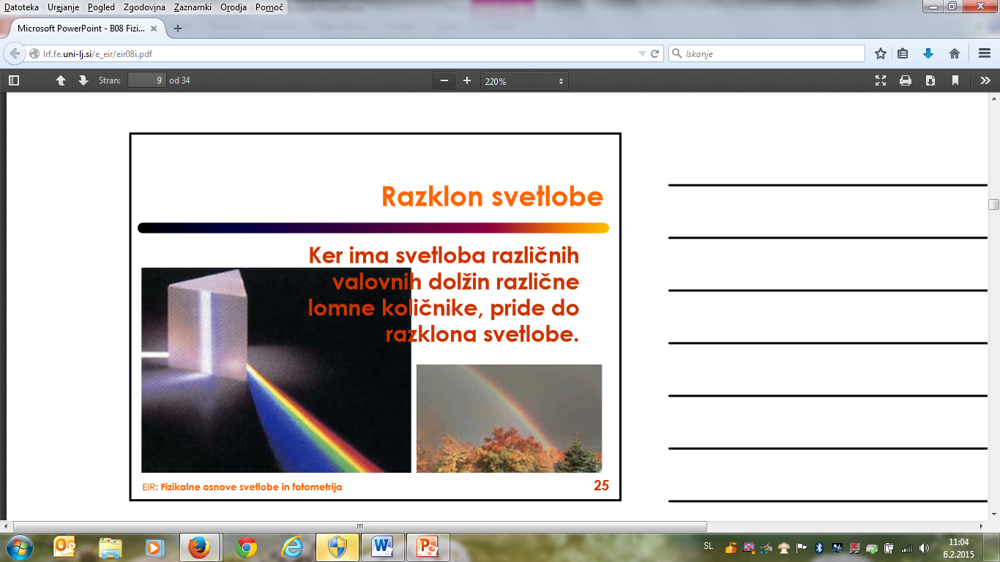 Datoteka Urejanje Pogled Zgodovina Zaznamki Orodja Pomoč
Microsoft PowerPoint - B08 Fizi...
lrf.fe.uni-lj.si/e_eir/eir08i.pdf
Iskanje
Stran: 9 od 34
220%
Razklon svetlobe
Ker ima svetloba različnih
valovnih dolžin različne
lomne količnike, pride do
razklona svetlobe.
EIR: Fizikalne osnove svetlobe in fotometrija
25
SL
11:04
6.2.2015